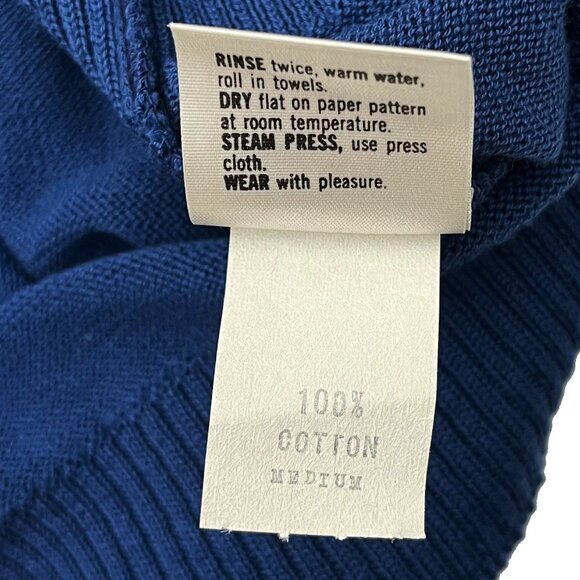 RINSE twice, warm water,
roll in towels.
DRY flat on paper pattern
at room temperature.
STEAM PRESS, use press
cloth.
WEAR with pleasure.
100%
COTTON
MEDIUM